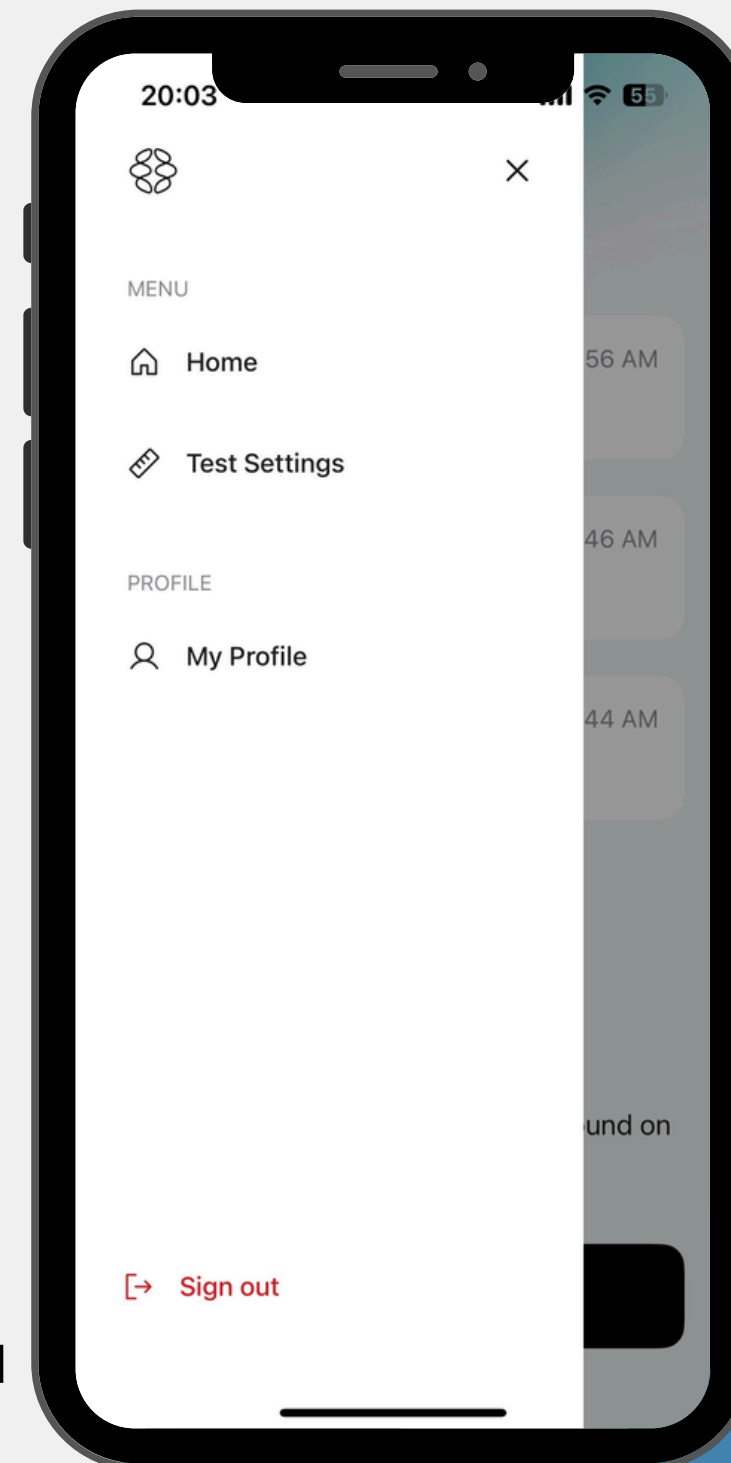 20:03 55
MENU
Home
56 AM
Test Settings
46 AM
PROFILE
My Profile
44 AM
und on
Sign out